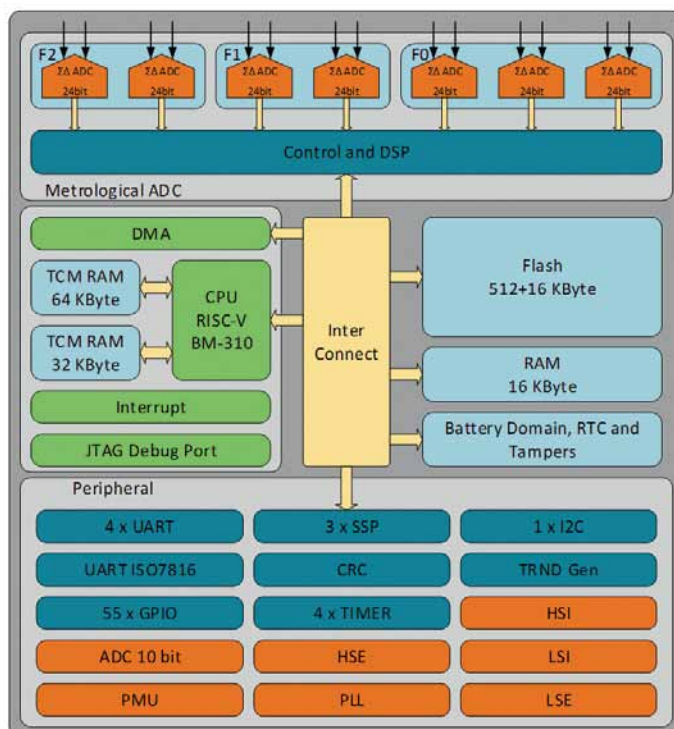 F2
F1
F0
ΣΔ ADC
24bit
ΣΔ ADC
24bit
ΣΔ ADC
24bit
ΣΔ ADC
24bit
ΣΔ ADC
24bit
ΣΔ ADC
24bit
ΣΔ ADC
24bit
Control and DSP
Metrological ADC
DMA
TCM RAM
64 KByte
TCM RAM
32 KByte
CPU
RISC-V
BM-310
Interrupt
JTAG Debug Port
Inter
Connect
Flash
512+16 KByte
RAM
16 KByte
Battery Domain, RTC and
Tampers
Peripheral
4 x UART
3 x SSP
1 x I2C
UART ISO7816
CRC
TRND Gen
55 x GPIO
4 x TIMER
HSI
ADC 10 bit
HSE
LSI
PMU
PLL
LSE